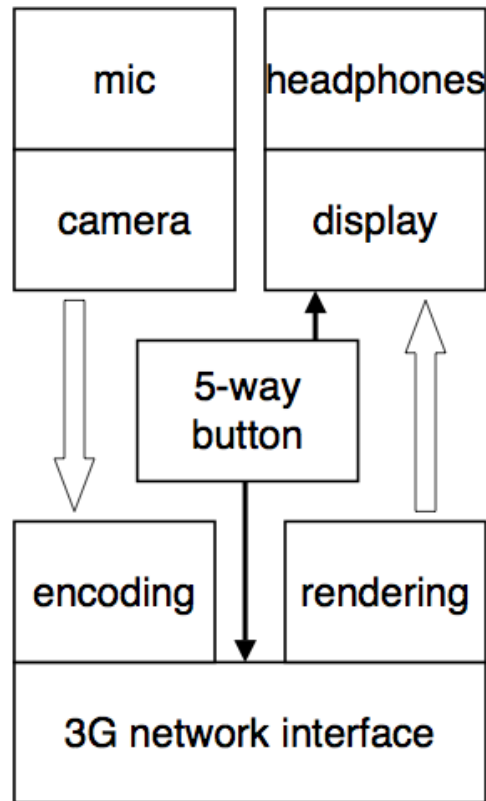 mic
headphones
camera
display
5-way
button
encoding
rendering
3G network interface